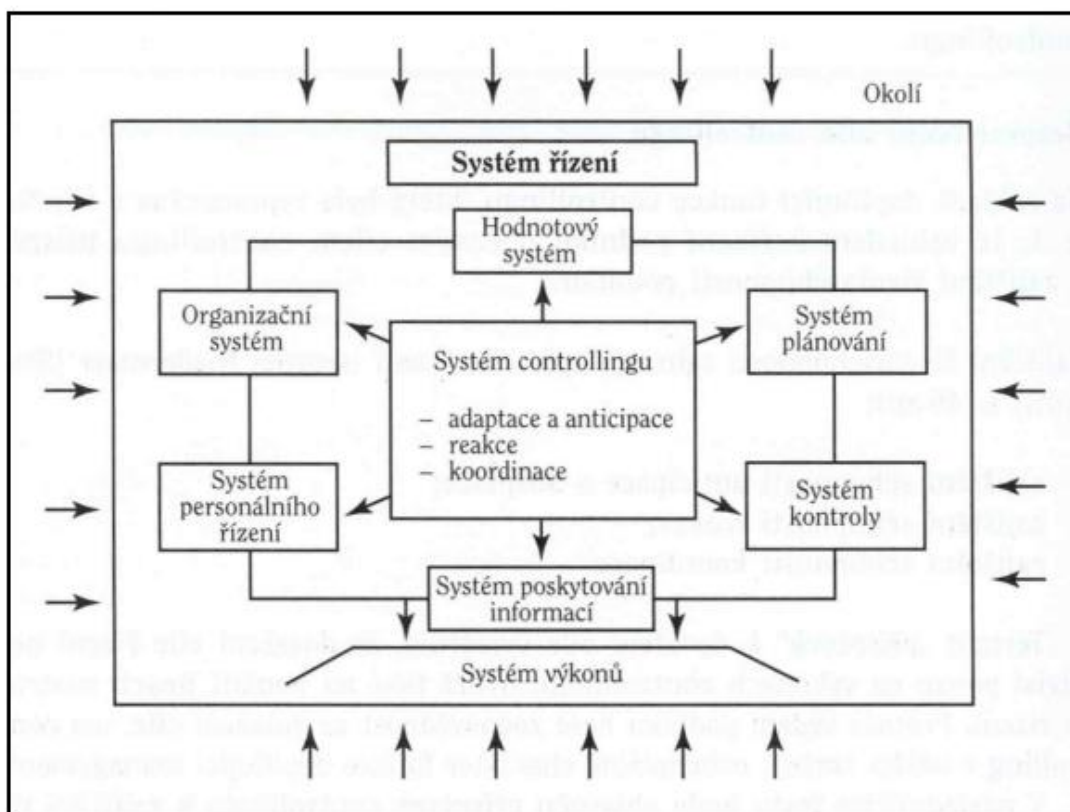 Okolí
Systém řízení
Hodnotový
systém
Organizační
systém
Systém
plánování
Systém controllingu
– adaptace a anticipace
– reakce
– koordinace
Systém
personálního
řízení
Systém
kontroly
Systém poskytování
informací
Systém výkonů